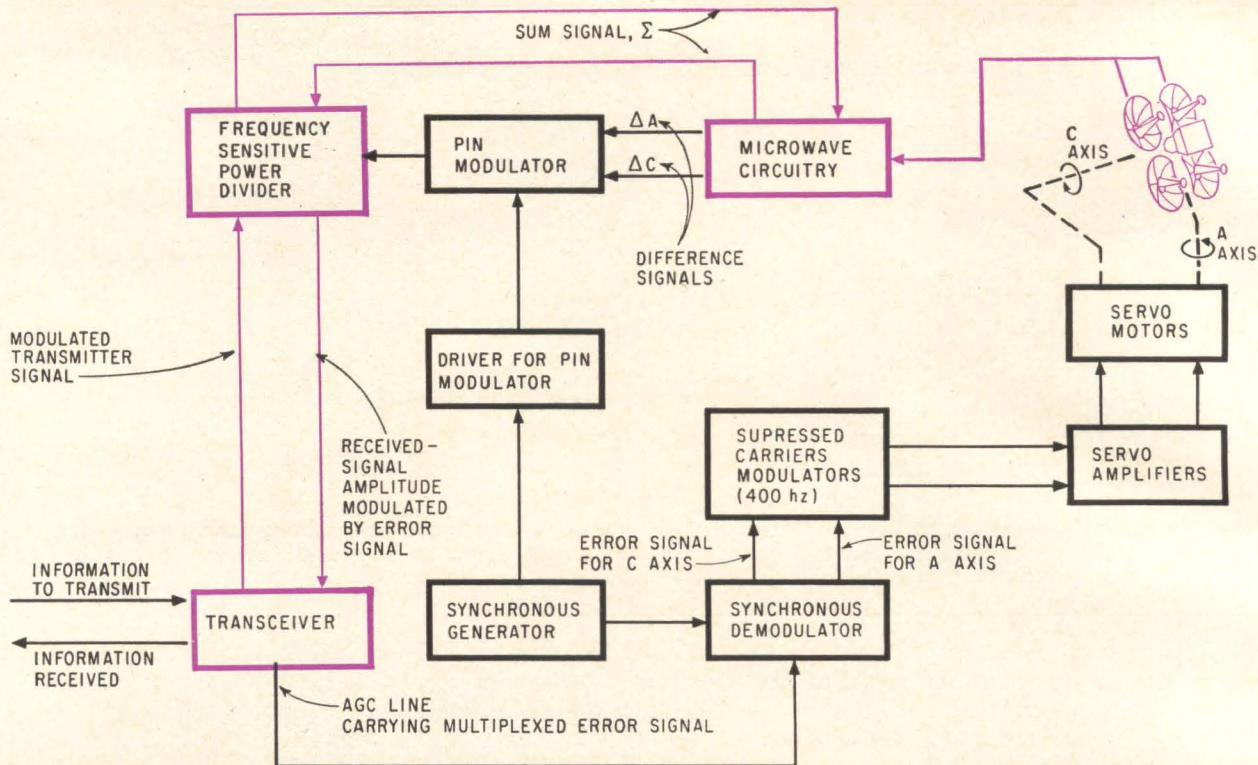 SUM SIGNAL, Σ
FREQUENCY
SENSITIVE
POWER
DIVIDER
PIN
MODULATOR
ΔA
ΔC
MICROWAVE
CIRCUITRY
C
AXIS
A
AXIS
DIFFERENCE
SIGNALS
SERVO
MOTORS
MODULATED
TRANSMITTER
SIGNAL
DRIVER FOR PIN
MODULATOR
RECEIVED-
SIGNAL
AMPLITUDE
MODULATED
BY ERROR
SIGNAL
SUPRESSED
CARRIERS
MODULATORS
(400 hz)
SERVO
AMPLIFIERS
ERROR SIGNAL
FOR C AXIS
ERROR SIGNAL
FOR A AXIS
INFORMATION
TO TRANSMIT
TRANSCEIVER
SYNCHRONOUS
GENERATOR
SYNCHRONOUS
DEMODULATOR
INFORMATION
RECEIVED
AGC LINE
CARRYING MULTIPLEXED ERROR SIGNAL